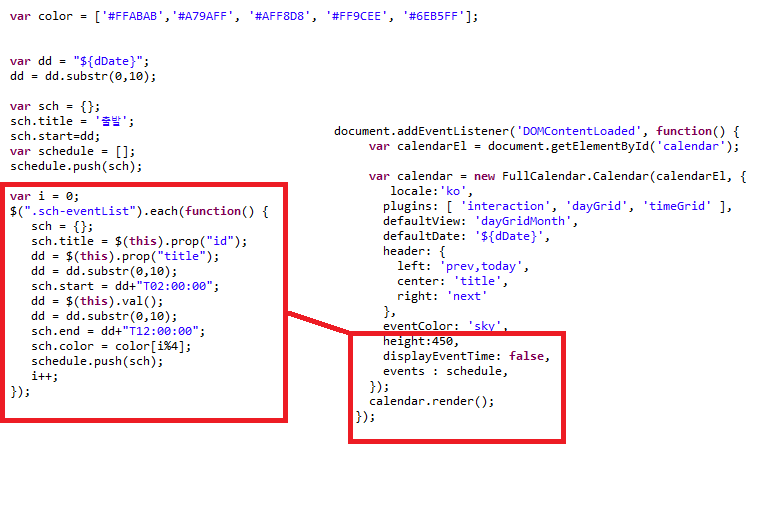 var color = ['#FFABAB','#A79AFF', '#AFF8D8', '#FF9CEE', '#6EB5FF'];
var dd = "${dDate}";
dd = dd.substr(0,10);
var sch = {};
sch.title = '출발';
sch.start=dd;
var schedule = [];
schedule.push(sch);
var i = 0;
$(".sch-eventList").each(function() {
sch = {};
sch.title = $(this).prop("id");
dd = $(this).prop("title");
dd = dd.substr(0,10);
sch.start = dd+"T02:00:00";
dd = $(this).val();
dd = dd.substr(0,10);
sch.end = dd+"T12:00:00";
sch.color = color[i%4];
schedule.push(sch);
i++;
});
document.addEventListener('DOMContentLoaded', function() {
var calendarEl = document.getElementById('calendar');
var calendar = new FullCalendar.Calendar(calendarEl, {
locale:'ko',
plugins: [ 'interaction', 'dayGrid', 'timeGrid' ],
defaultView: 'dayGridMonth',
defaultDate: '${dDate}',
header: {
left: 'prev,today',
center: 'title',
right: 'next'
},
eventColor: 'sky',
height:450,
displayEventTime: false,
events : schedule,
});
calendar.render();
});